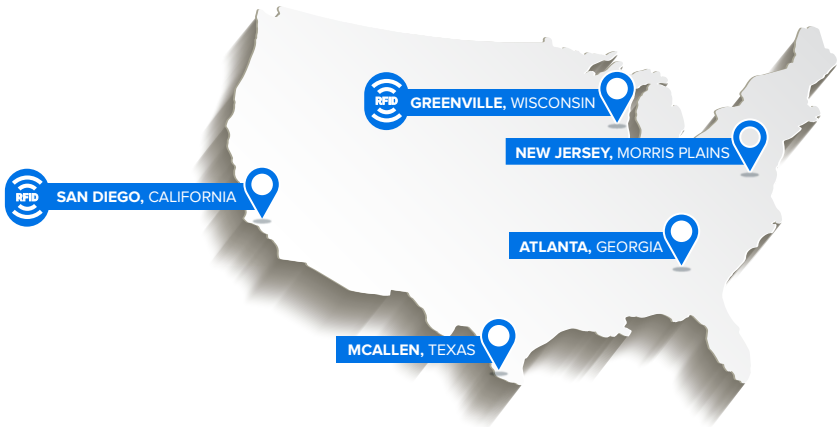 RFID
GREENVILLE, WISCONSIN
NEW JERSEY, MORRIS PLAINS
RFID
SAN DIEGO, CALIFORNIA
ATLANTA, GEORGIA
MCALLEN, TEXAS